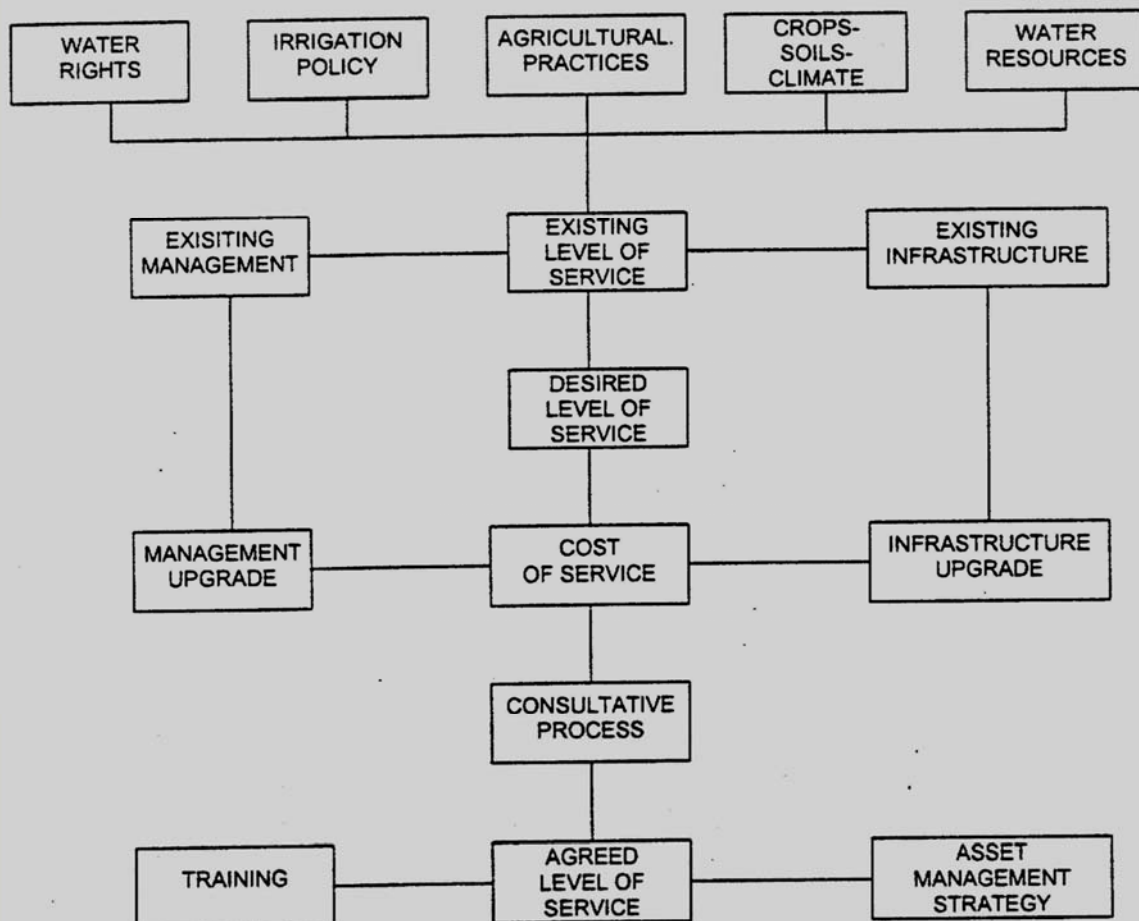 WATER
RIGHTS
IRRIGATION
POLICY
AGRICULTURAL.
PRACTICES
CROPS-
SOILS-
CLIMATE
WATER
RESOURCES
EXISITING
MANAGEMENT
EXISTING
LEVEL OF
SERVICE
EXISTING
INFRASTRUCTURE
DESIRED
LEVEL OF
SERVICE
MANAGEMENT
UPGRADE
COST
OF SERVICE
INFRASTRUCTURE
UPGRADE
CONSULTATIVE
PROCESS
TRAINING
AGREED
LEVEL OF
SERVICE
ASSET
MANAGEMENT
STRATEGY